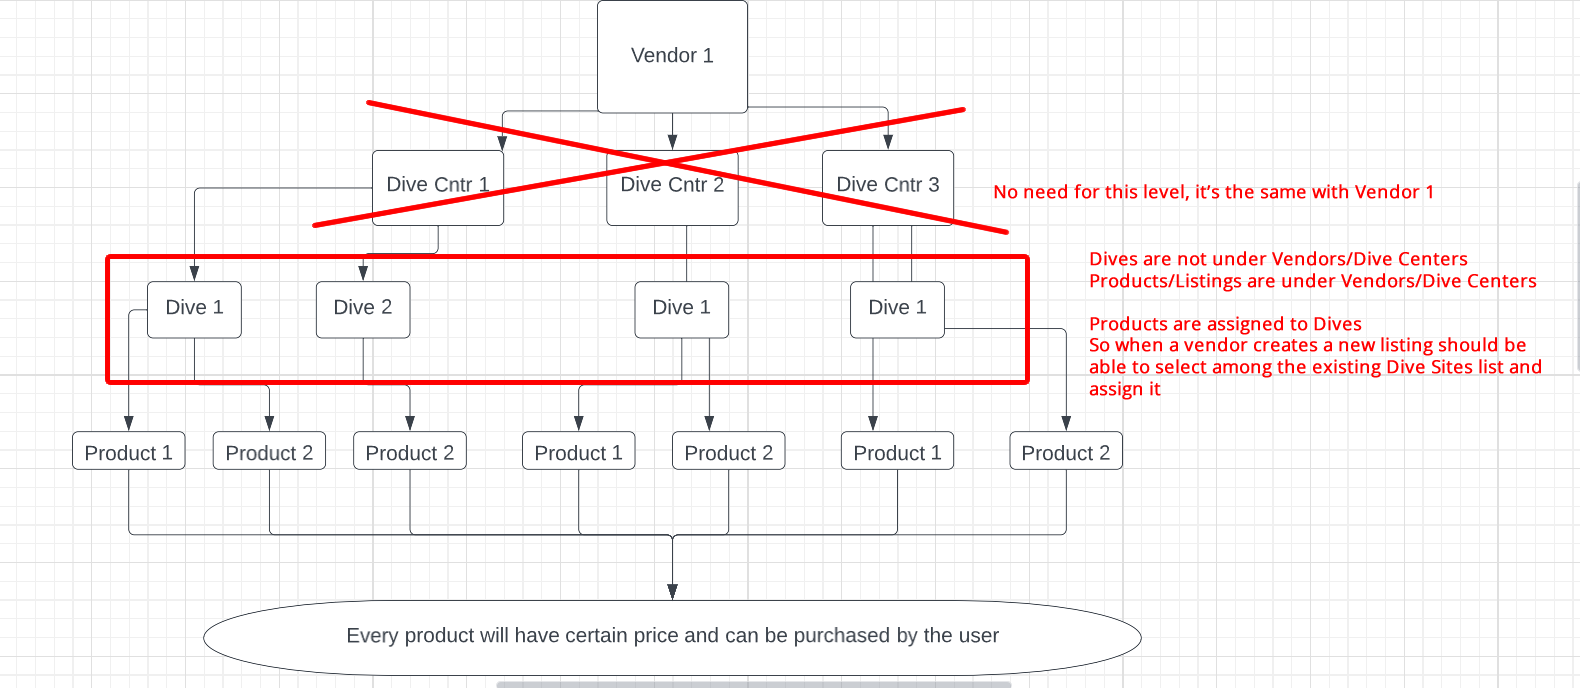 Vendor 1
Dive Cntr 1
Dive Cntr 2
Dive Cntr 3
No need for this level, it's the same with Vendor 1
Dives are not under Vendors/Dive Centers
Products/Listings are under Vendors/Dive Centers
Dive 1
Dive 2
Dive 1
Dive 1
Products are assigned to Dives
So when a vendor creates a new listing should be
able to select among the existing Dive Sites list and
assign it
Product 1
Product 2
Product 2
Product 1
Product 2
Product 1
Product 2
Every product will have certain price and can be purchased by the user